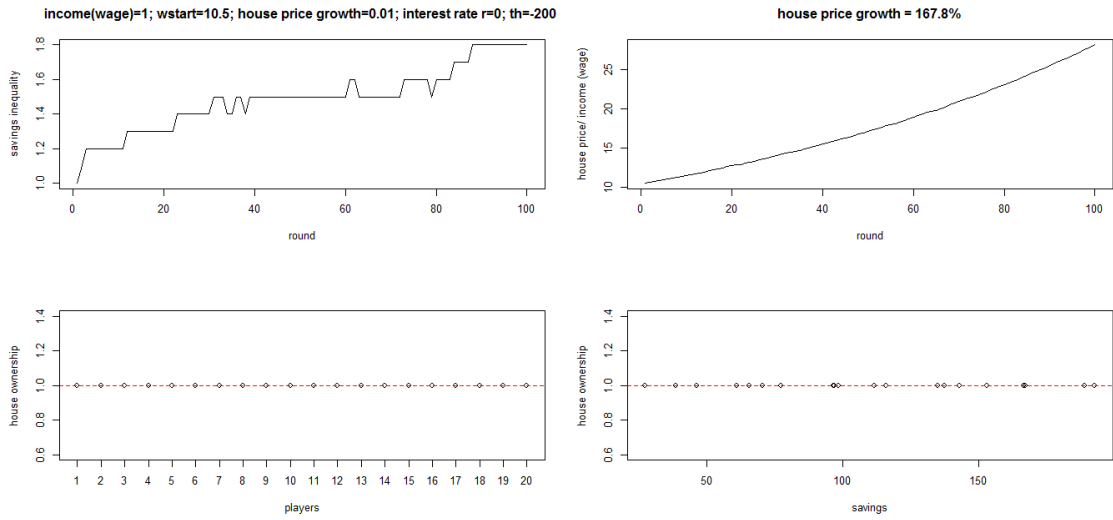 income(wage)=1; wstart=10.5; house price growth=0.01; interest rate r=0; th=-200
savings inequality
1.8
1.6
1.4
1.2
1.0
0 20 40 60 80 100
round
house price growth = 167.8%
house price/ income (wage)
25
20
15
10
0 20 40 60 80 100
round
house ownership
1.4
1.2
1.0
0.8
0.6
1 2 3 4 5 6 7 8 9 10 11 12 13 14 15 16 17 18 19 20
players
house ownership
1.4
1.2
1.0
0.8
0.6
50 100 150
savings